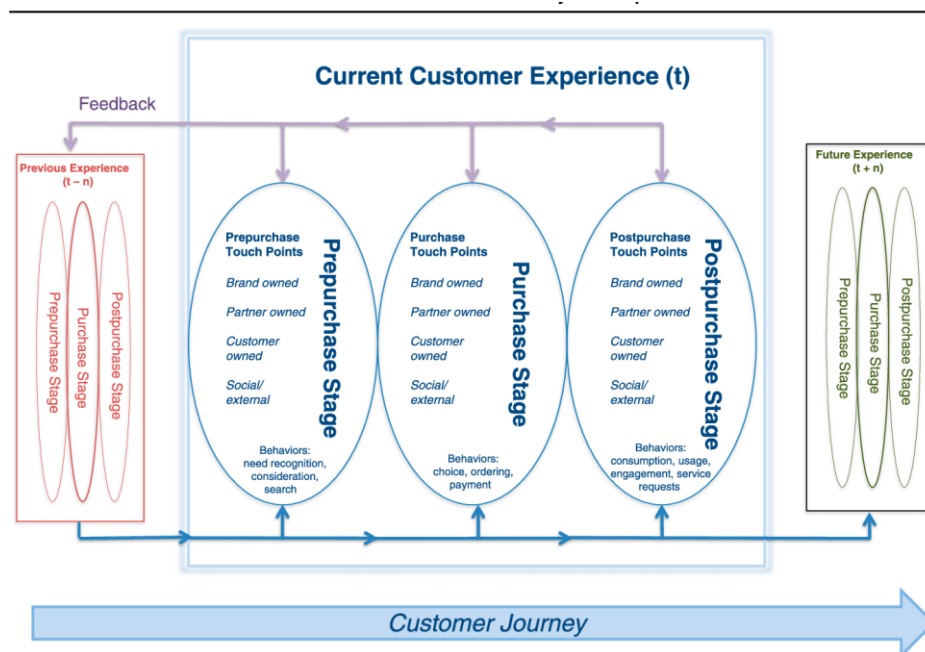 Current Customer Experience (t)
Feedback
Previous Experience
(t – n)
Prepurchase Stage
Purchase Stage
Postpurchase Stage
Prepurchase
Touch Points
Brand owned
Partner owned
Customer
owned
Social/
external
Prepurchase Stage
Behaviors:
need recognition,
consideration,
search
Purchase
Touch Points
Brand owned
Partner owned
Customer
owned
Social/
external
Purchase Stage
Behaviors:
choice, ordering,
payment
Postpurchase
Touch Points
Brand owned
Partner owned
Customer
owned
Social/
external
Postpurchase Stage
Behaviors:
consumption, usage,
engagement, service
requests
Future Experience
(t + n)
Prepurchase Stage
Purchase Stage
Postpurchase Stage
Customer Journey